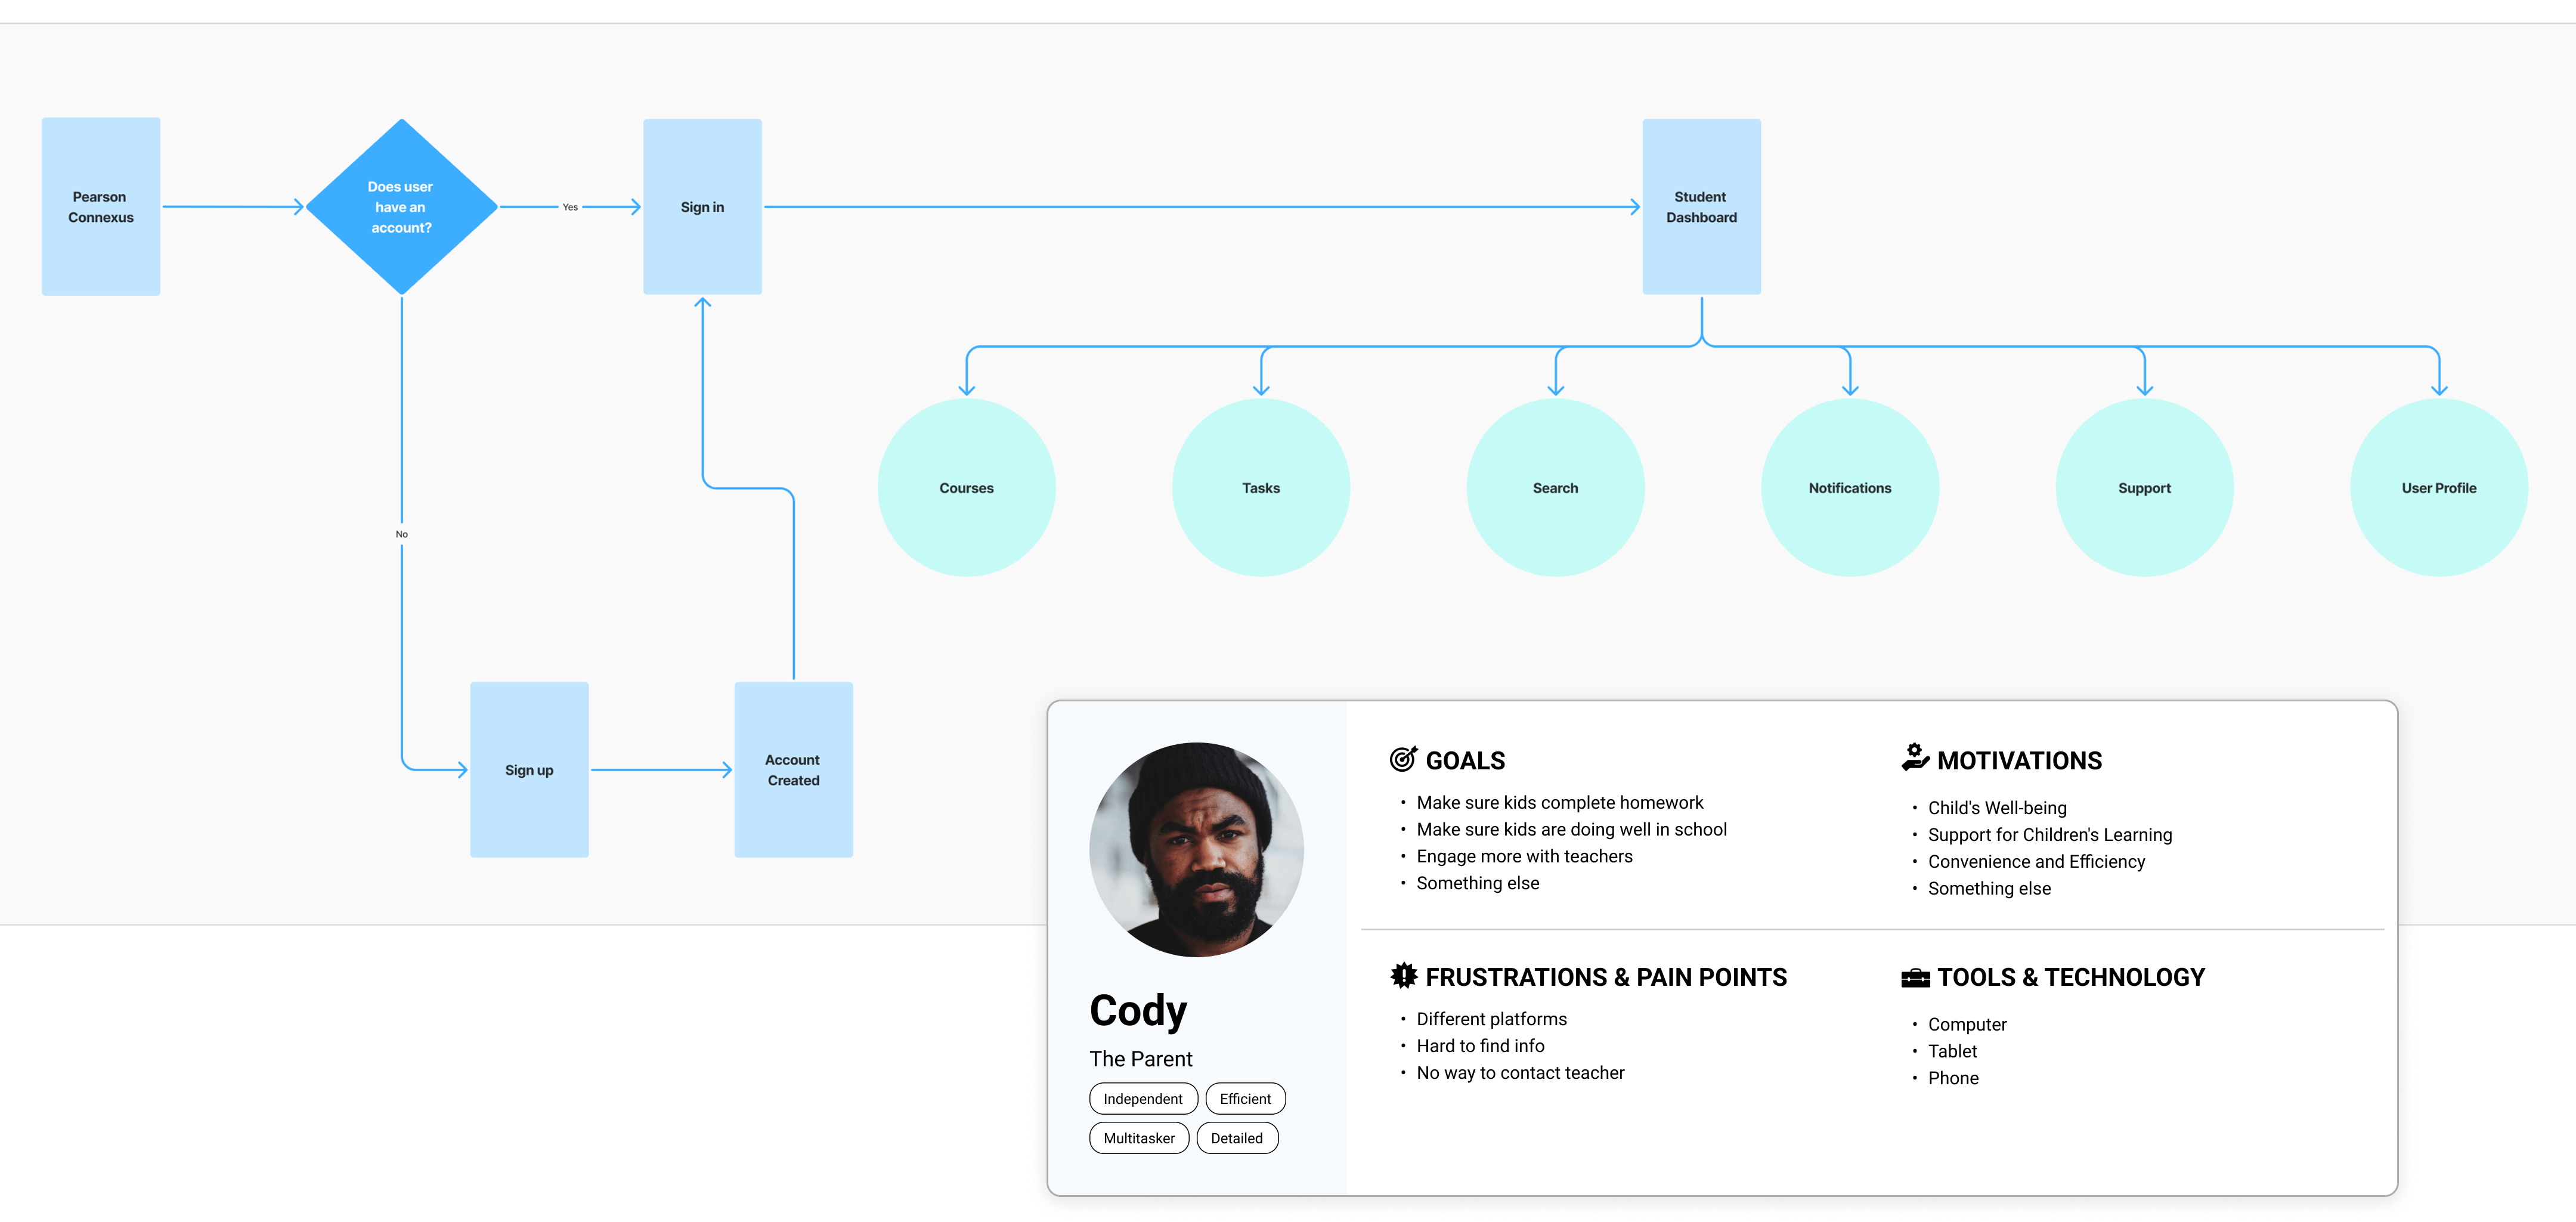 Pearson
Connexus
Does user
have an
account?
Yes
Sign in
Student
Dashboard
Courses
Tasks
Search
Notifications
Support
User Profile
No
Sign up
Account
Created
Cody
The Parent
Independent
Efficient
Multitasker
Detailed
GOALS
• Make sure kids complete homework
• Make sure kids are doing well in school
• Engage more with teachers
• Something else
MOTIVATIONS
• Child's Well-being
• Support for Children's Learning
• Convenience and Efficiency
• Something else
FRUSTRATIONS & PAIN POINTS
• Different platforms
• Hard to find info
• No way to contact teacher
TOOLS & TECHNOLOGY
• Computer
• Tablet
• Phone